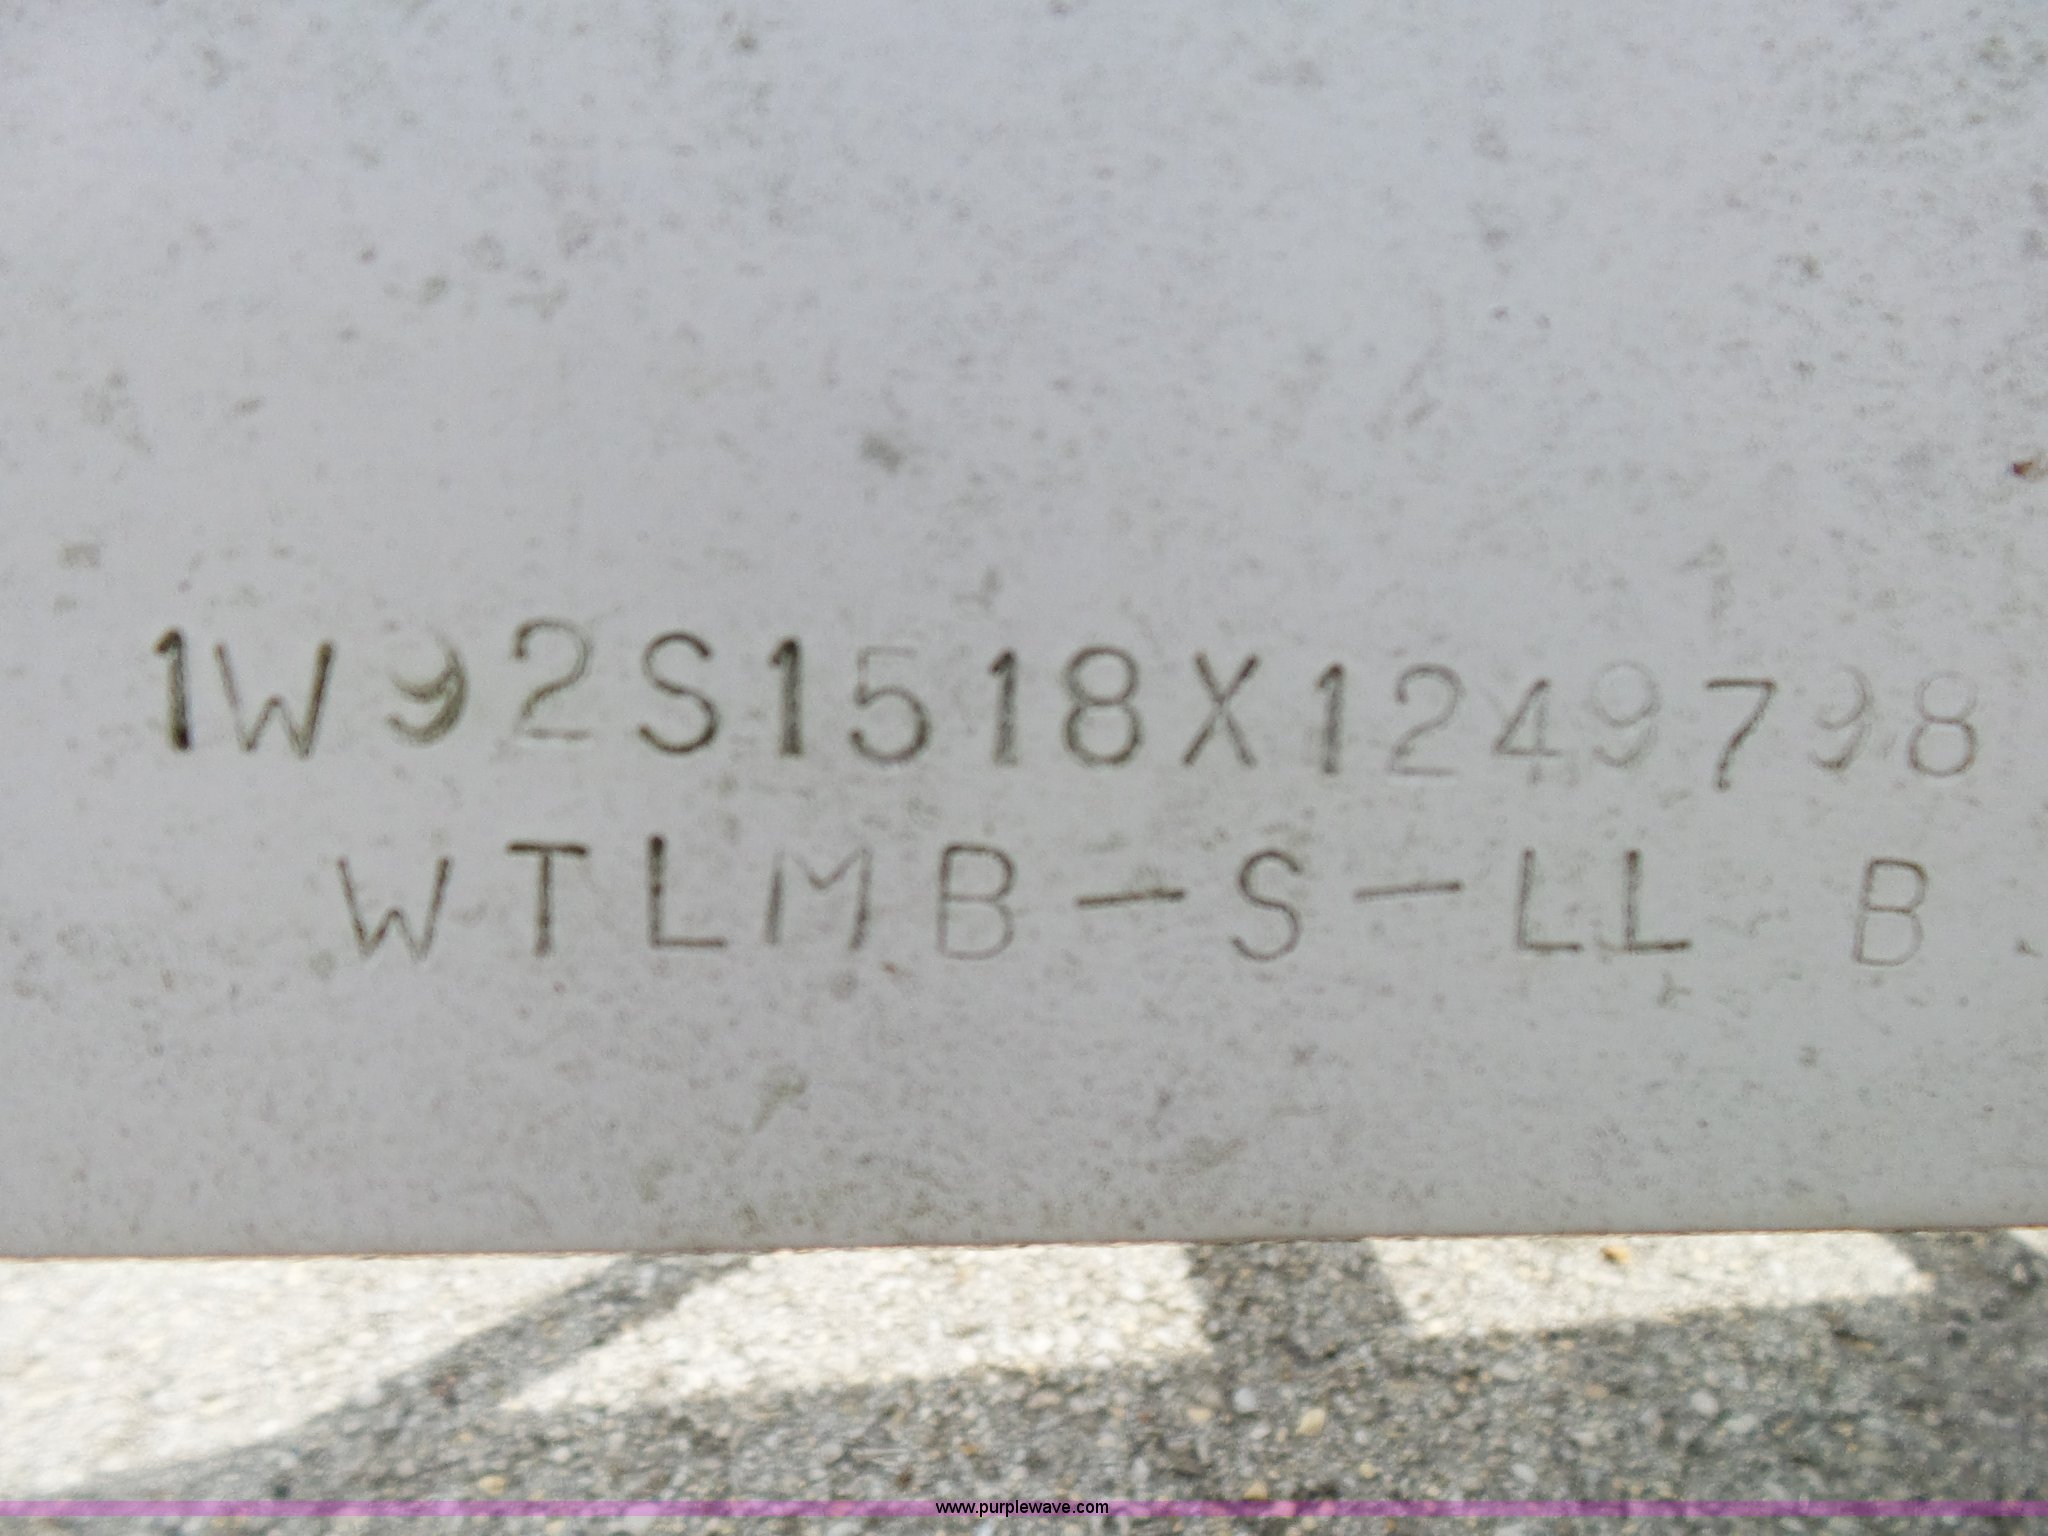 1W92S1518X1249798
WTLMB-S-LL B
www.purplewave.com